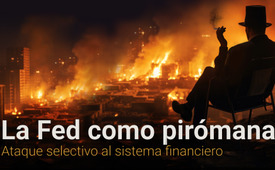 La Fed como pirómana
Ataque selectivo al sistema financiero